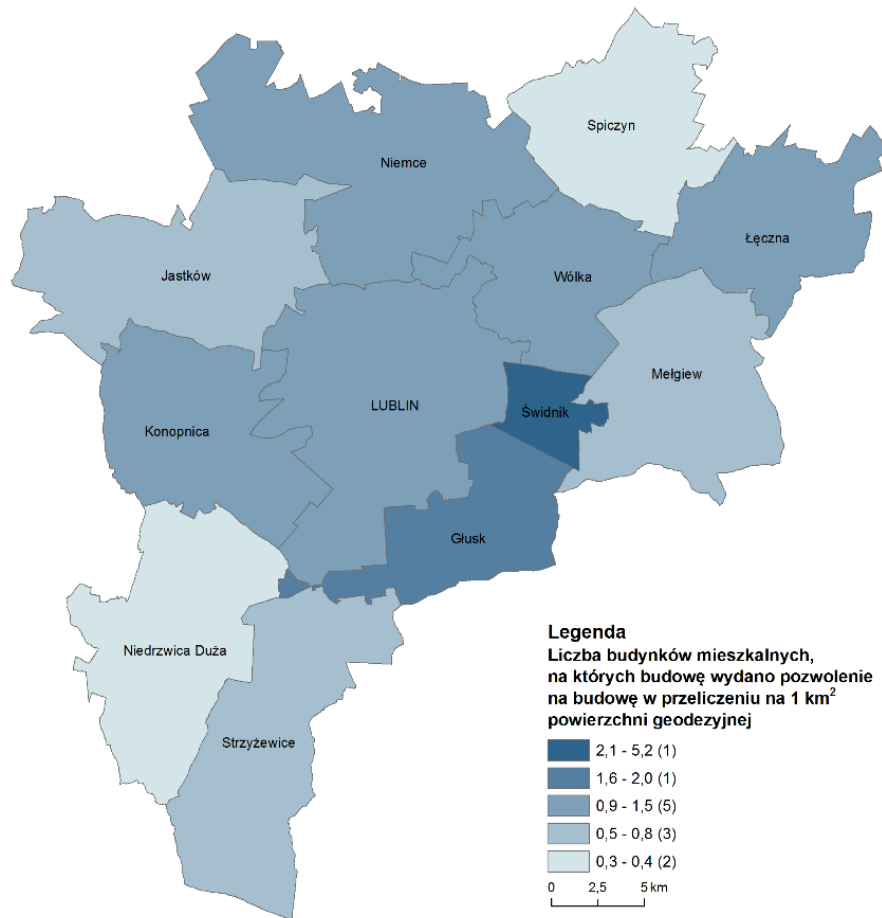 Spiczyn
Niemce
Łęczna
Jastków
Wólka
Mełgiew
LUBLIN
Świdnik
Konopnica
Głusk
Niedrzwica Duża
Strzyżewice
Legenda
Liczba budynków mieszkalnych,
na których budowę wydano pozwolenie
na budowę w przeliczeniu na 1 km²
powierzchni geodezyjnej
2,1 - 5,2 (1)
1,6 - 2,0 (1)
0,9 - 1,5 (5)
0,5 - 0,8 (3)
0,3 - 0,4 (2)
0 2,5 5 km